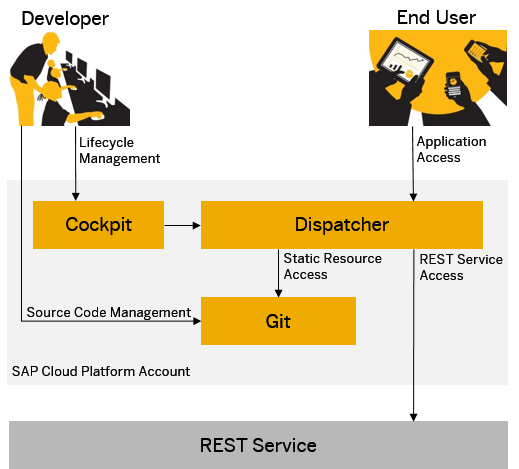 Developer
End User
Lifecycle
Management
Application
Access
Cockpit
Dispatcher
Static Resource
Access
REST Service
Access
Source Code Management
Git
SAP Cloud Platform Account
REST Service